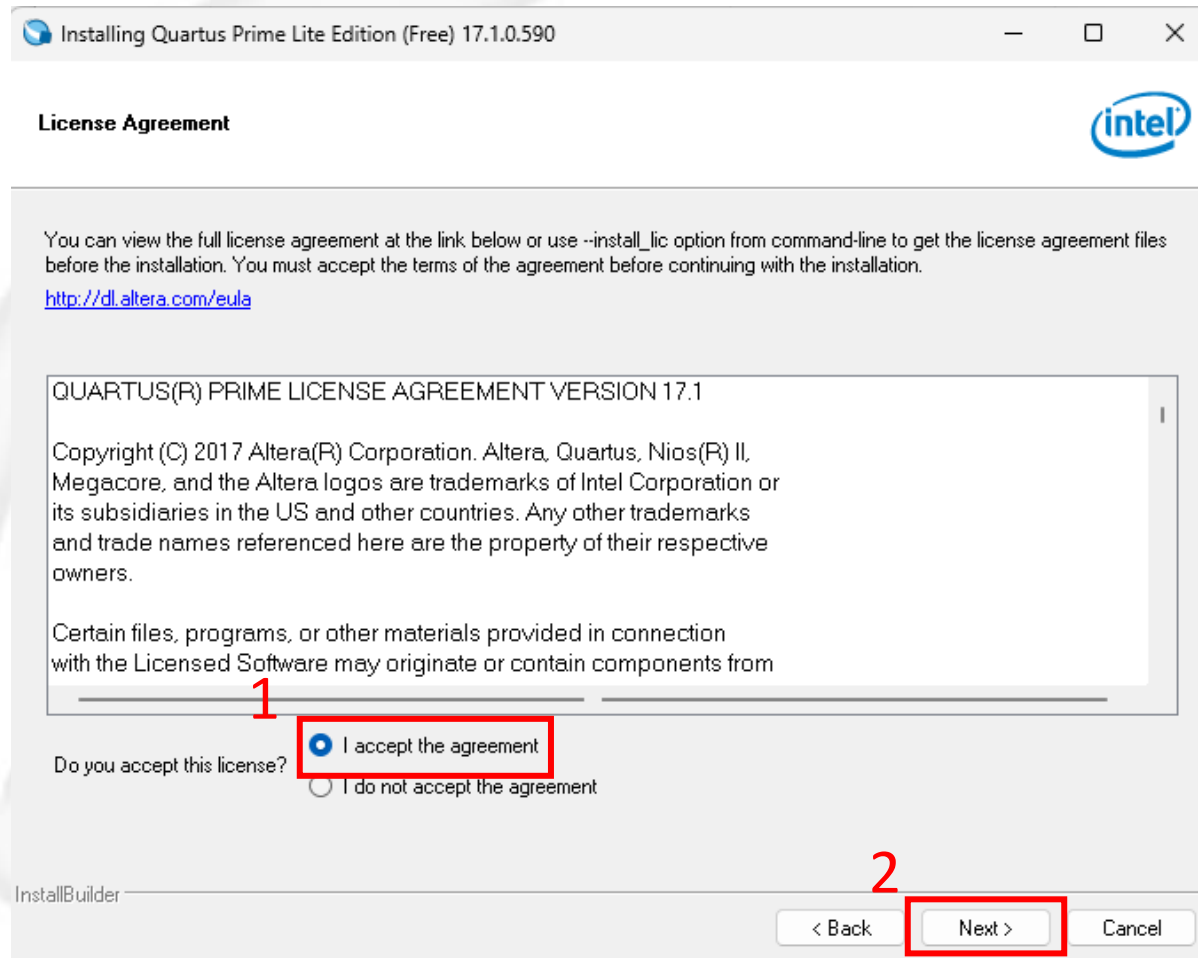 Installing Quartus Prime Lite Edition (Free) 17.1.0.590
License Agreement
intel
You can view the full license agreement at the link below or use --install_lic option from command-line to get the license agreement files
before the installation. You must accept the terms of the agreement before continuing with the installation.
http://dl.altera.com/eula
QUARTUS(R) PRIME LICENSE AGREEMENT VERSION 17.1
Copyright (C) 2017 Altera(R) Corporation. Altera, Quartus, Nios(R) II,
Megacore, and the Altera logos are trademarks of Intel Corporation or
its subsidiaries in the US and other countries. Any other trademarks
and trade names referenced here are the property of their respective
owners.
Certain files, programs, or other materials provided in connection
with the Licensed Software may originate or contain components from
1
Do you accept this license?
I accept the agreement
I do not accept the agreement
2
InstallBuilder
< Back Next > Cancel